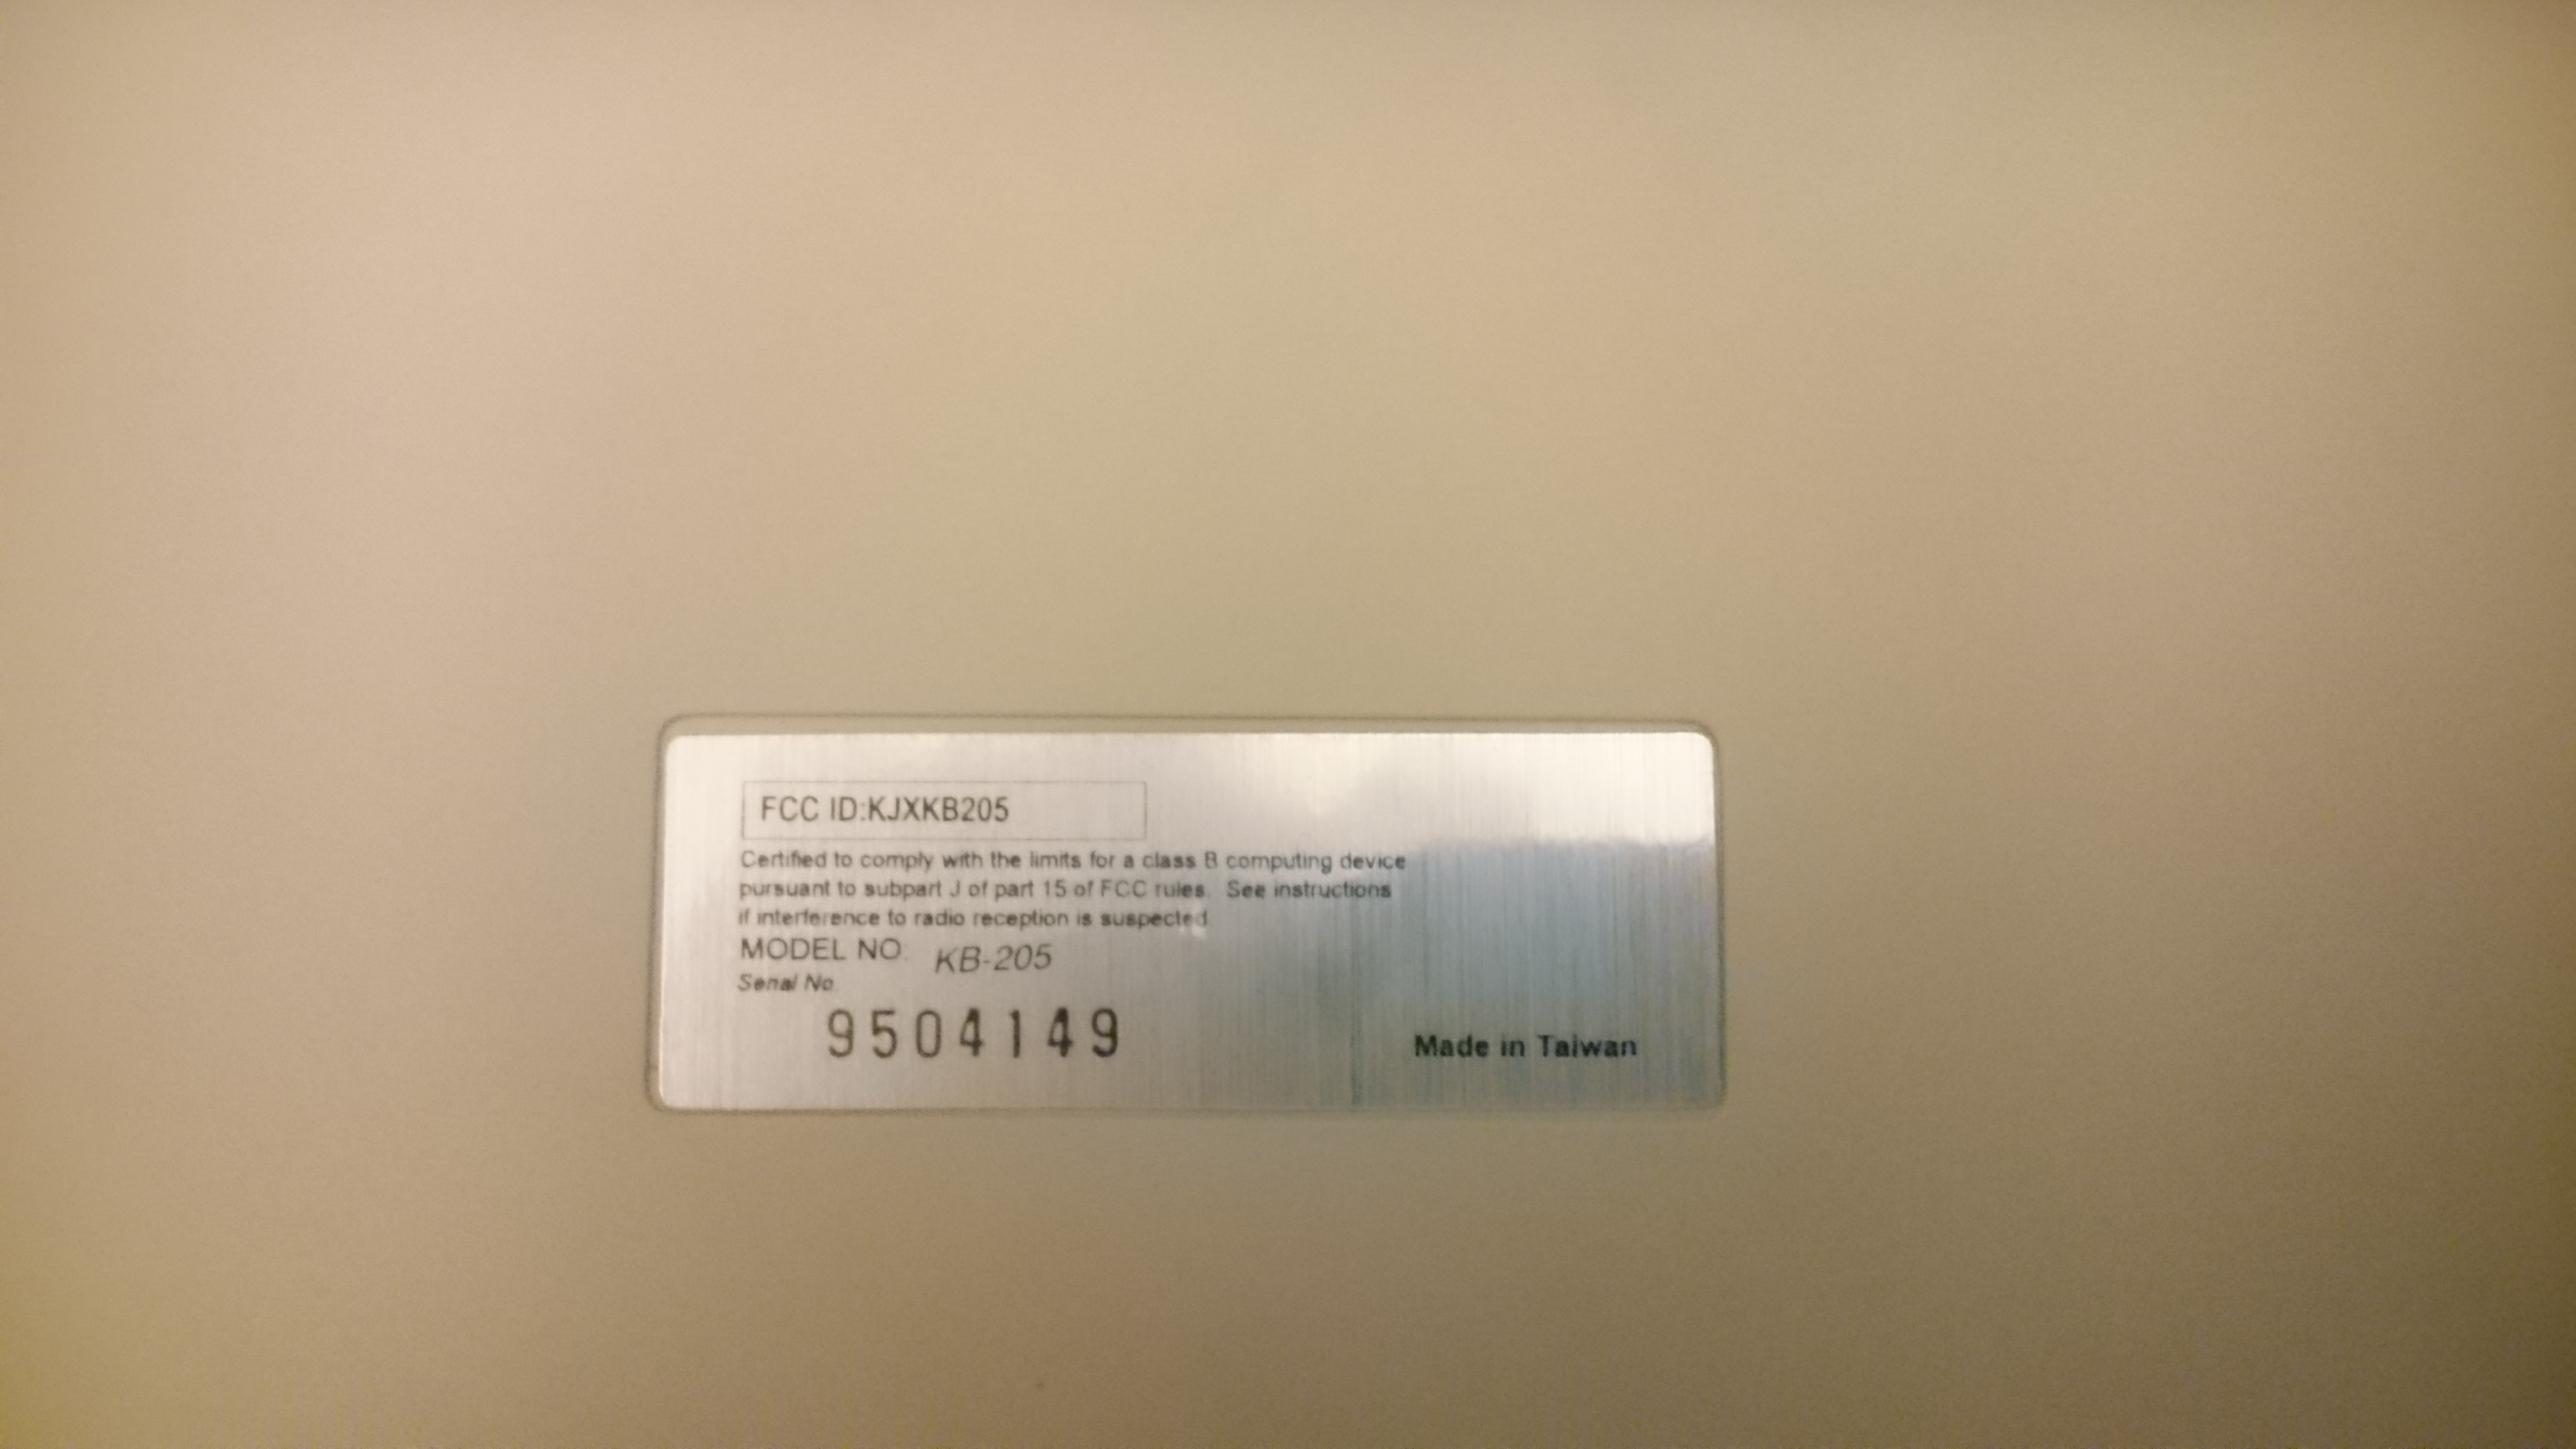 FCC ID:KJXKB205
Certified to comply with the limits for a class B computing device
pursuant to subpart J of part 15 of FCC rules. See instructions
if interference to radio reception is suspected
MODEL NO. KB-205
Serial No.
9504149
Made in Taiwan